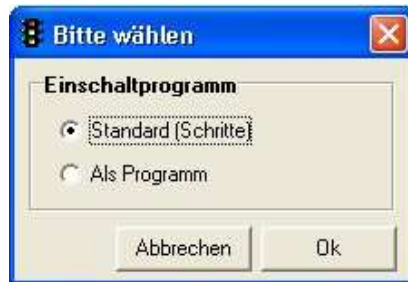 Bitte wählen
Einschaltprogramm
Standard (Schritte)
Als Programm
Abbrechen Ok